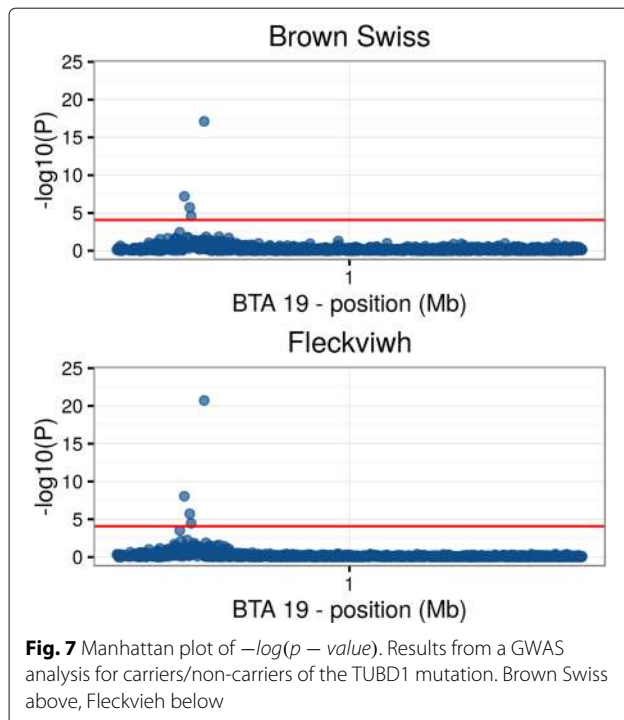 Brown Swiss
25
20
15
10
5
0
-log10(P)
1
BTA 19 - position (Mb)
Fleckviwh
25
20
15
10
5
0
-log10(P)
1
BTA 19 - position (Mb)
Fig. 7 Manhattan plot of −log(p − value). Results from a GWAS
analysis for carriers/non-carriers of the TUBD1 mutation. Brown Swiss
above, Fleckvieh below